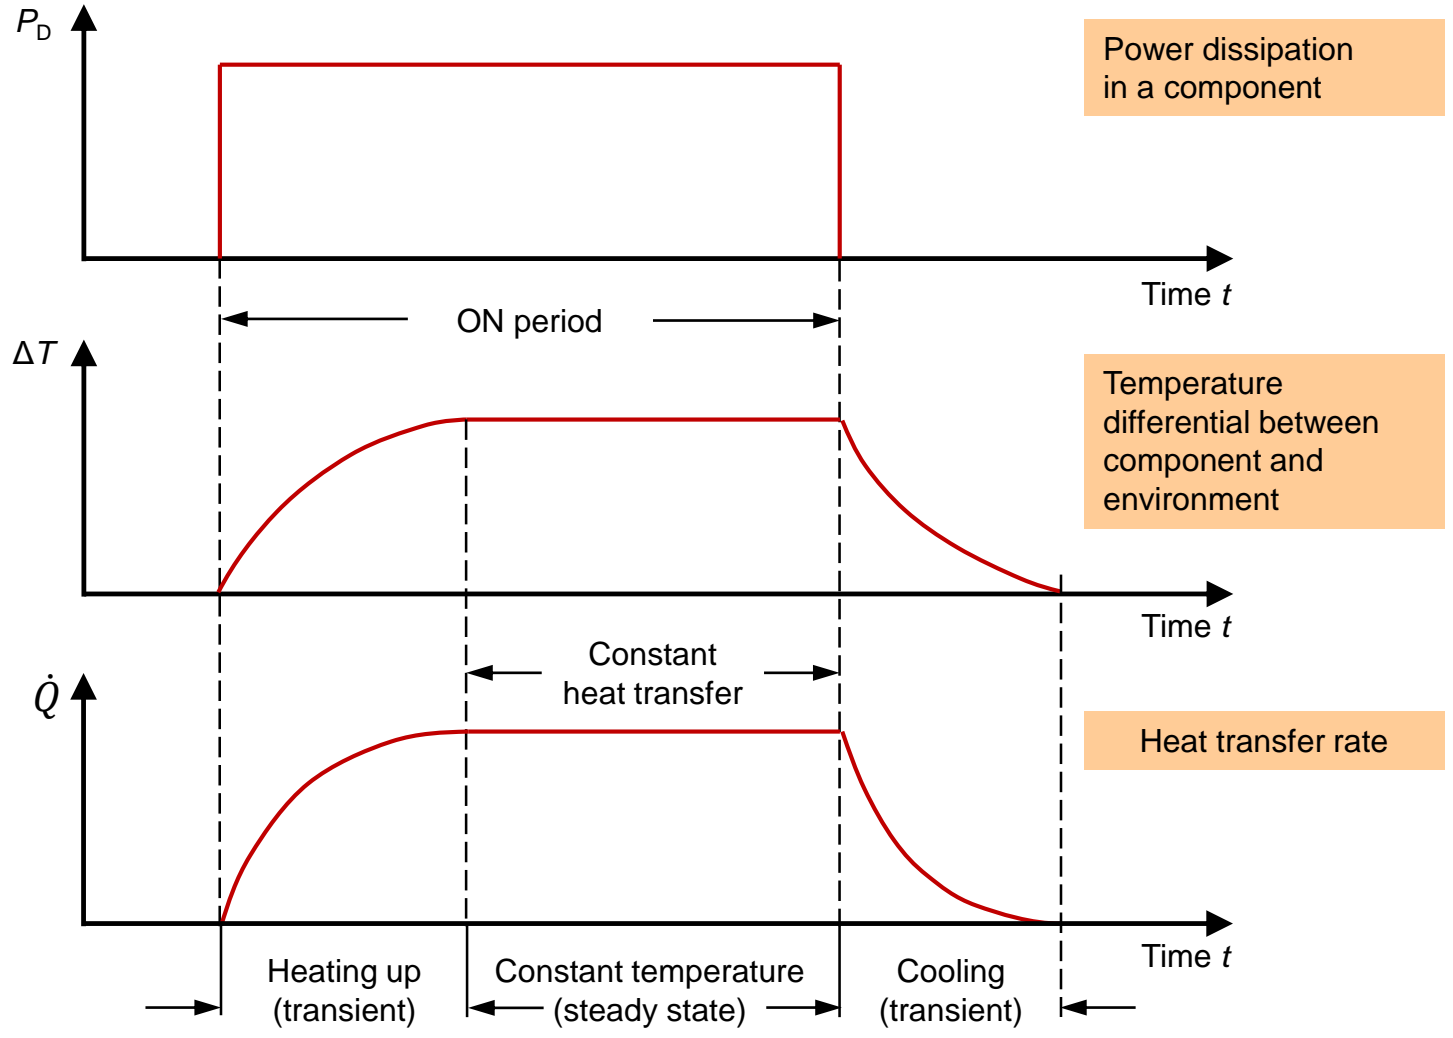 P_D
Power dissipation
in a component
Time t
ON period
ΔT
Temperature
differential between
component and
environment
Time t
Constant
heat transfer
Q̇
Heat transfer rate
Time t
Heating up
(transient)
Constant temperature
(steady state)
Cooling
(transient)